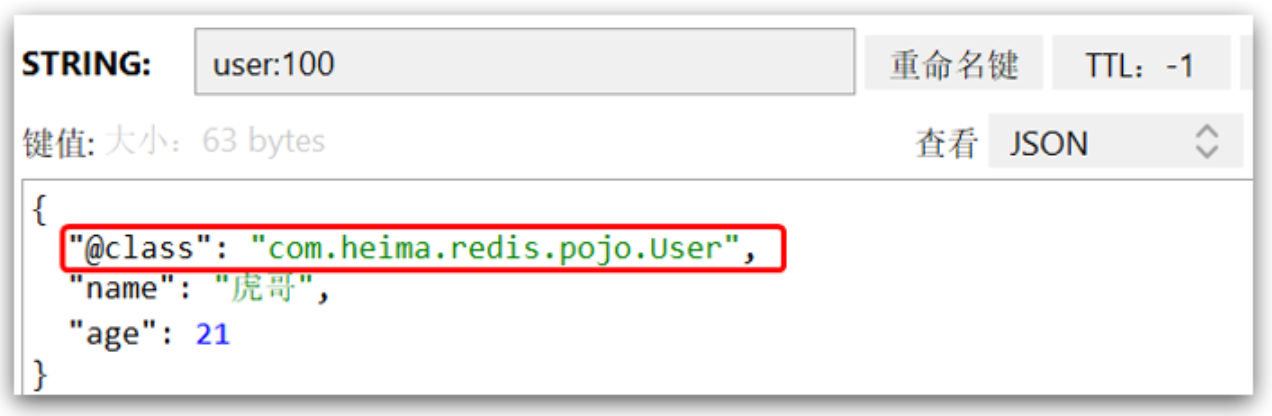 STRING: user:100 重命名键 TTL: -1
键值: 大小: 63 bytes 查看 JSON
{
"@class": "com.heima.redis.pojo.User",
"name": "虎哥",
"age": 21
}